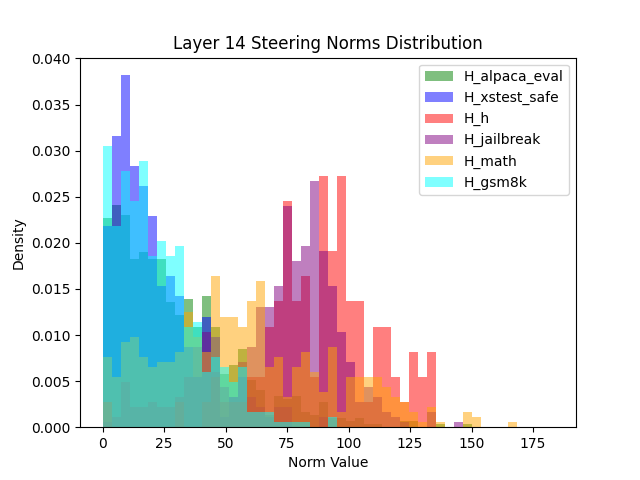 Layer 14 Steering Norms Distribution
0.040
0.035
0.030
0.025
0.020
0.015
0.010
0.005
0.000
Density
H_alpaca_eval
H_xstest_safe
H_h
H_jailbreak
H_math
H_gsm8k
0 25 50 75 100 125 150 175
Norm Value